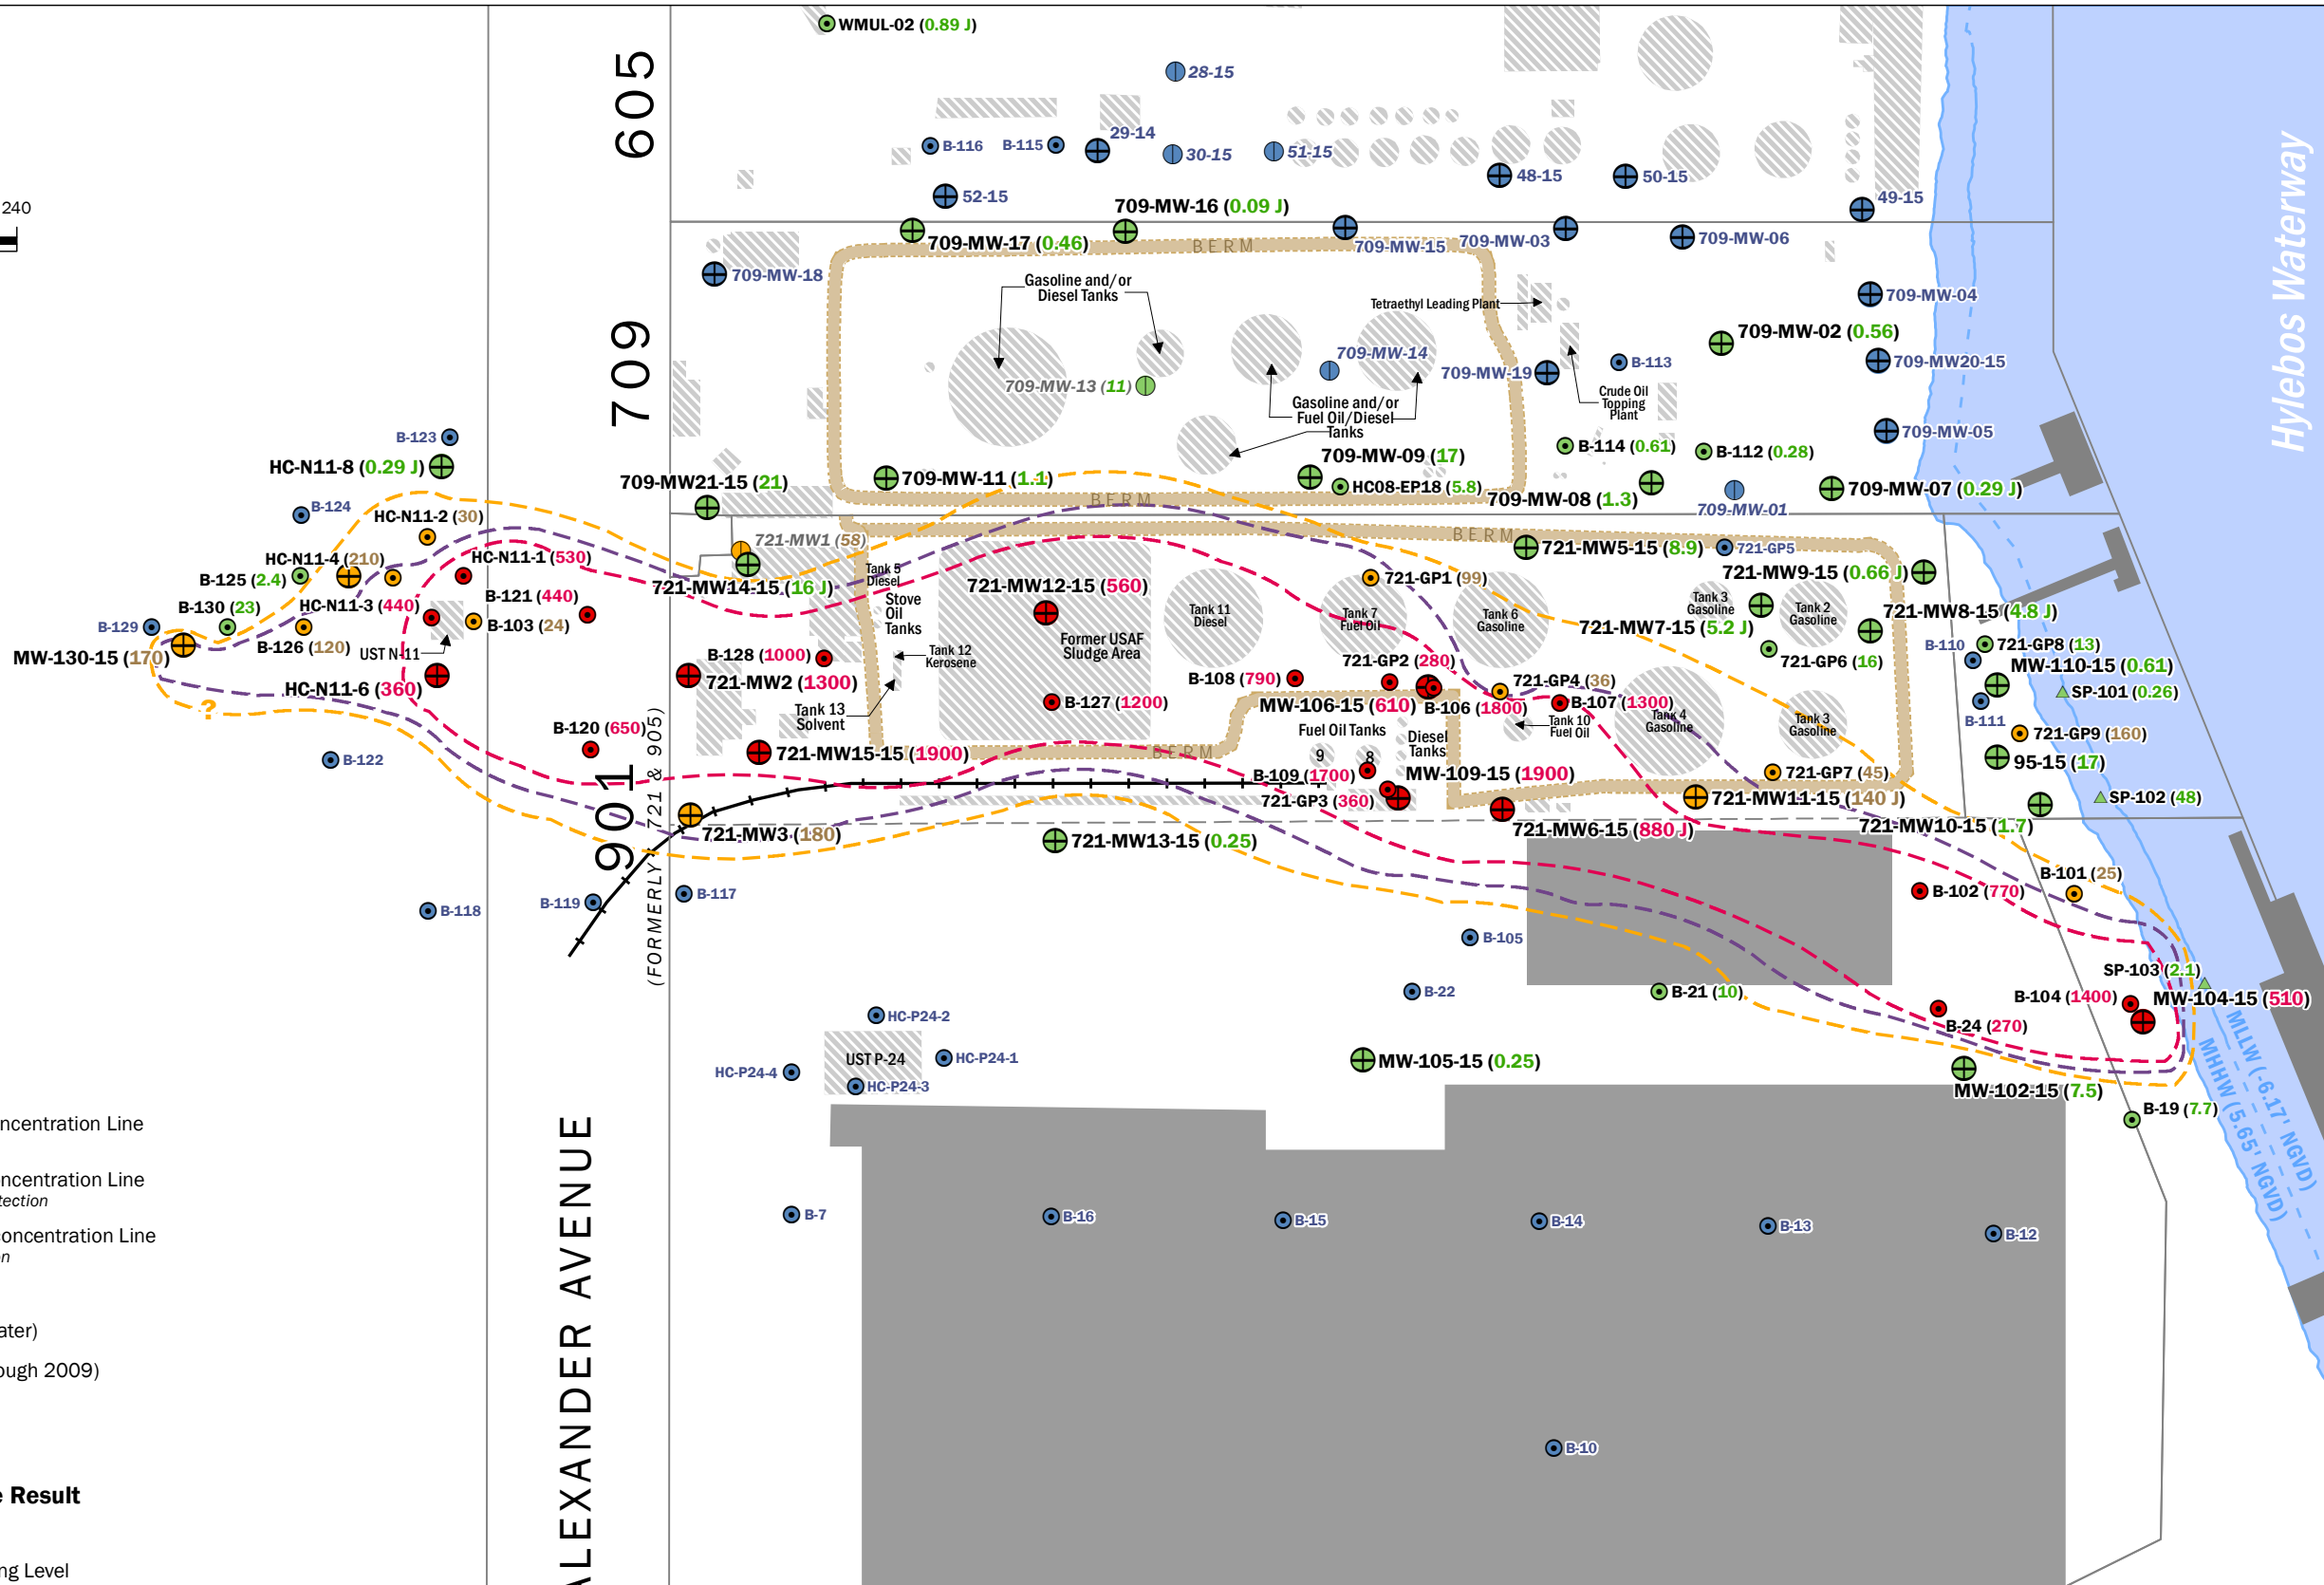 WMUL-02 (0.89 J)
28-15
605
240
29-14
B-116
B-115
30-15
51-15
48-15
50-15
52-15
49-15
Hylebos Waterway
709-MW-16 (0.09 J)
709-MW-17 (0.46)
BERM
709-MW-15
709-MW-03
709-MW-06
709-MW-18
Gasoline and/or
Diesel Tanks
Tetraethyl Leading Plant
709-MW-04
709-MW-02 (0.56)
709
709-MW-14
709-MW-19
B-113
709-MW20-15
709-MW-13 (11)
Crude Oil
Topping
Plant
Gasoline and/or
Fuel Oil/Diesel
Tanks
709-MW-05
B-123
B-114 (0.61)
B-112 (0.28)
HC-N11-8 (0.29 J)
709-MW21-15 (21)
709-MW-11 (1.1)
709-MW-09 (17)
HC08-EP18 (5.8)
709-MW-08 (1.3)
709-MW-07 (0.29 J)
BERM
709-MW-01
B-124
HC-N11-2 (30)
BERM
721-MW1 (58)
721-MW5-15 (8.9)
721-GP5
HC-N11-4 (210)
HC-N11-1 (530)
B-125 (2.4)
721-MW14-15 (16 J)
Tank 5
Diesel
721-MW12-15 (560)
721-GP1 (99)
721-MW9-15 (0.66 J)
B-130 (23)
HC-N11-3 (440)
B-121 (440)
Stove
Oil
Tanks
Tank 11
Diesel
Tank 7
Fuel Oil
Tank 6
Gasoline
Tank 3
Gasoline
Tank 2
Gasoline
721-MW8-15 (4.8 J)
B-129
B-103 (24)
721-MW7-15 (5.2 J)
B-126 (120)
UST N-11
Former USAF
Sludge Area
MW-130-15 (170)
B-128 (1000)
Tank 12
Kerosene
721-GP2 (280)
721-GP6 (16)
B-110
721-GP8 (13)
MW-110-15 (0.61)
HC-N11-6 (360)
721-MW2 (1300)
B-108 (790)
721-GP4 (36)
SP-101 (0.26)
?
Tank 13
Solvent
B-127 (1200)
MW-106-15 (610)
B-106 (1800)
B-107 (1300)
B-111
B-120 (650)
Fuel Oil Tanks
9
8
Diesel
Tanks
Tank 10
Fuel Oil
Tank 4
Gasoline
Tank 3
Gasoline
721-GP9 (160)
B-122
721-MW15-15 (1900)
BERM
B-109 (1700)
MW-109-15 (1900)
721-GP7 (45)
95-15 (17)
721-GP3 (360)
721-MW11-15 (140 J)
SP-102 (48)
901
(FORMERLY 721 & 905)
721-MW3 (180)
721-MW13-15 (0.25)
721-MW6-15 (880 J)
721-MW10-15 (1.7)
B-118
B-119
B-117
B-102 (770)
B-101 (25)
B-105
B-22
B-21 (10)
SP-103 (2.1)
B-104 (1400)
MW-104-15 (510)
HC-P24-2
B-24 (270)
UST P-24
HC-P24-1
HC-P24-4
HC-P24-3
MW-105-15 (0.25)
MW-102-15 (7.5)
MLLW (-6.17' NGVD)
MHHW (5.65' NGVD)
B-19 (7.7)
ncentration Line
ncentration Line
tection
oncentration Line
n
ALEXANDER AVENUE
B-7
B-16
B-15
B-14
B-13
B-12
ater)
ough 2009)
B-10
e Result
ng Level